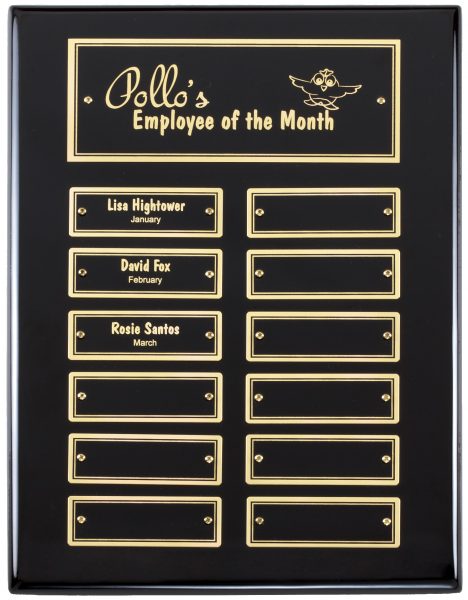 Pollo's
Employee of the Month
Lisa Hightower
January
David Fox
February
Rosie Santos
March